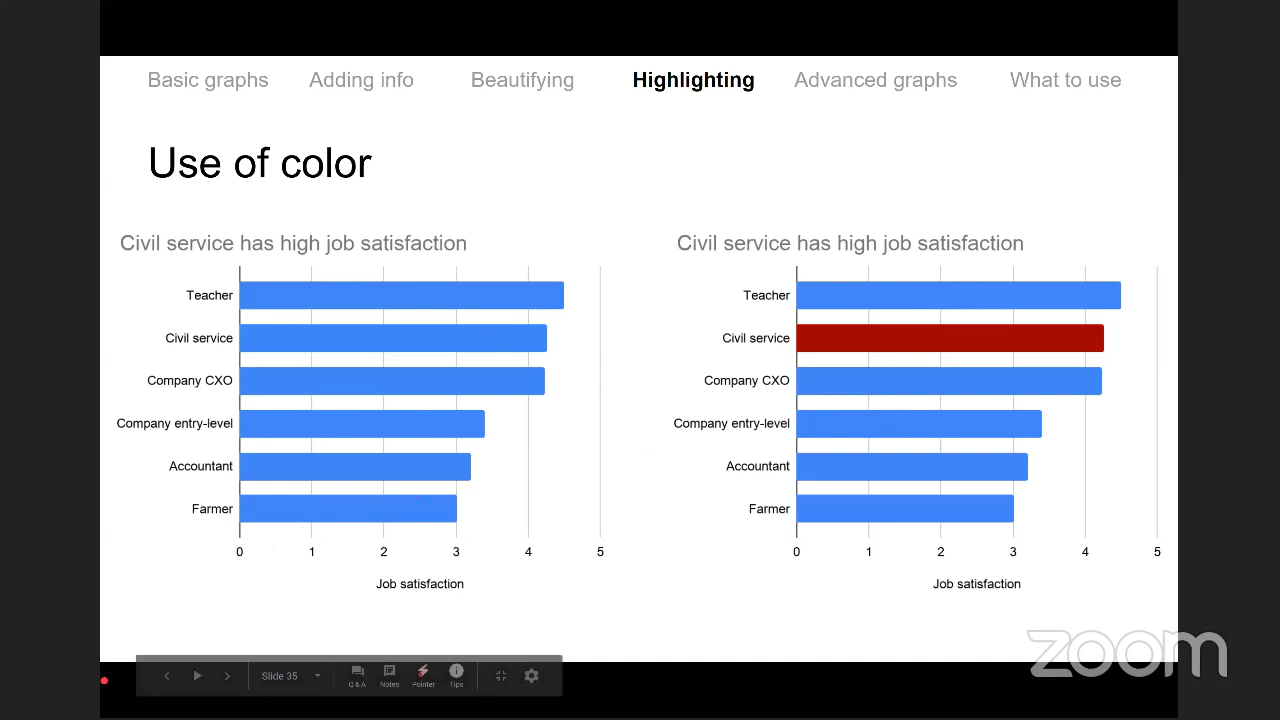 Basic graphs Adding info Beautifying Highlighting Advanced graphs What to use
Use of color
Civil service has high job satisfaction
Teacher
Civil service
Company CXO
Company entry-level
Accountant
Farmer
0 1 2 3 4 5
Job satisfaction
Civil service has high job satisfaction
Teacher
Civil service
Company CXO
Company entry-level
Accountant
Farmer
0 1 2 3 4 5
Job satisfaction
Slide 35
Q & A Notes Pointer Tips
zoom